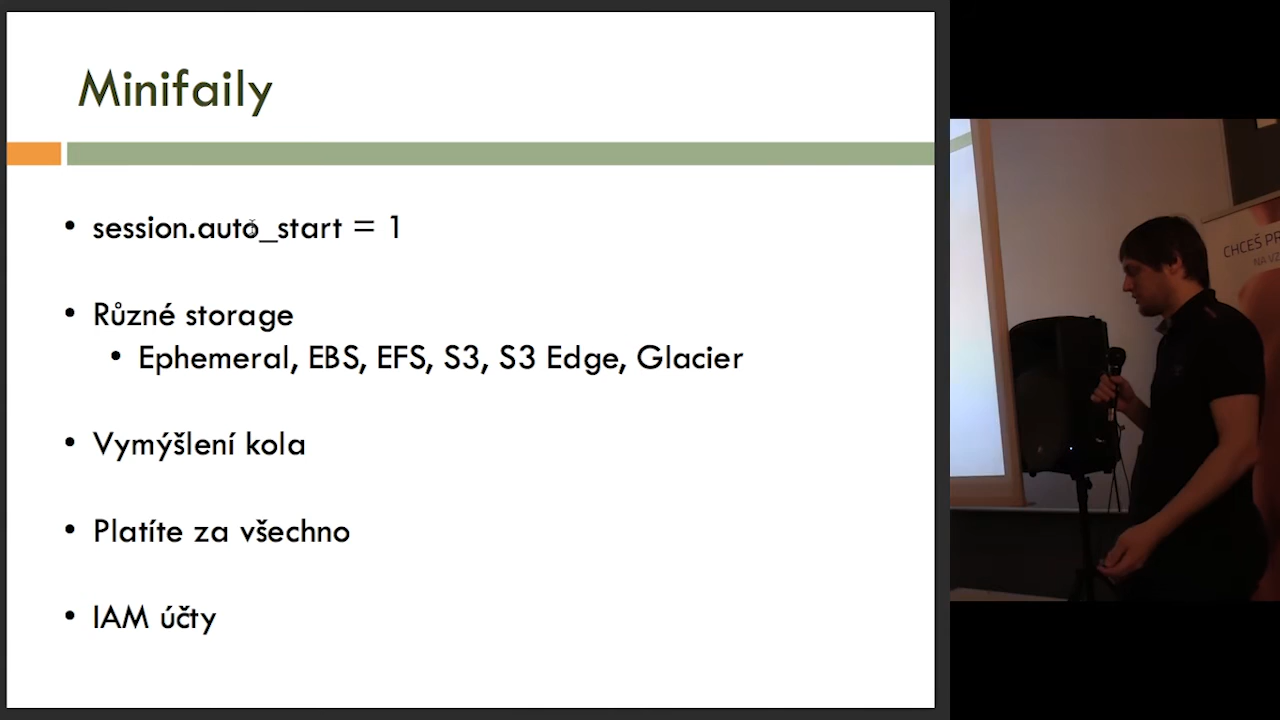 Minifaily
• session.auto_start = 1
• Různé storage
• Ephemeral, EBS, EFS, S3, S3 Edge, Glacier
• Vymýšlení kola
• Platíte za všechno
• IAM účty
CHCEŠ